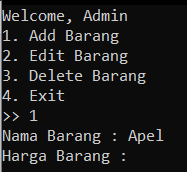 Welcome, Admin
1. Add Barang
2. Edit Barang
3. Delete Barang
4. Exit
>> 1
Nama Barang : Apel
Harga Barang :